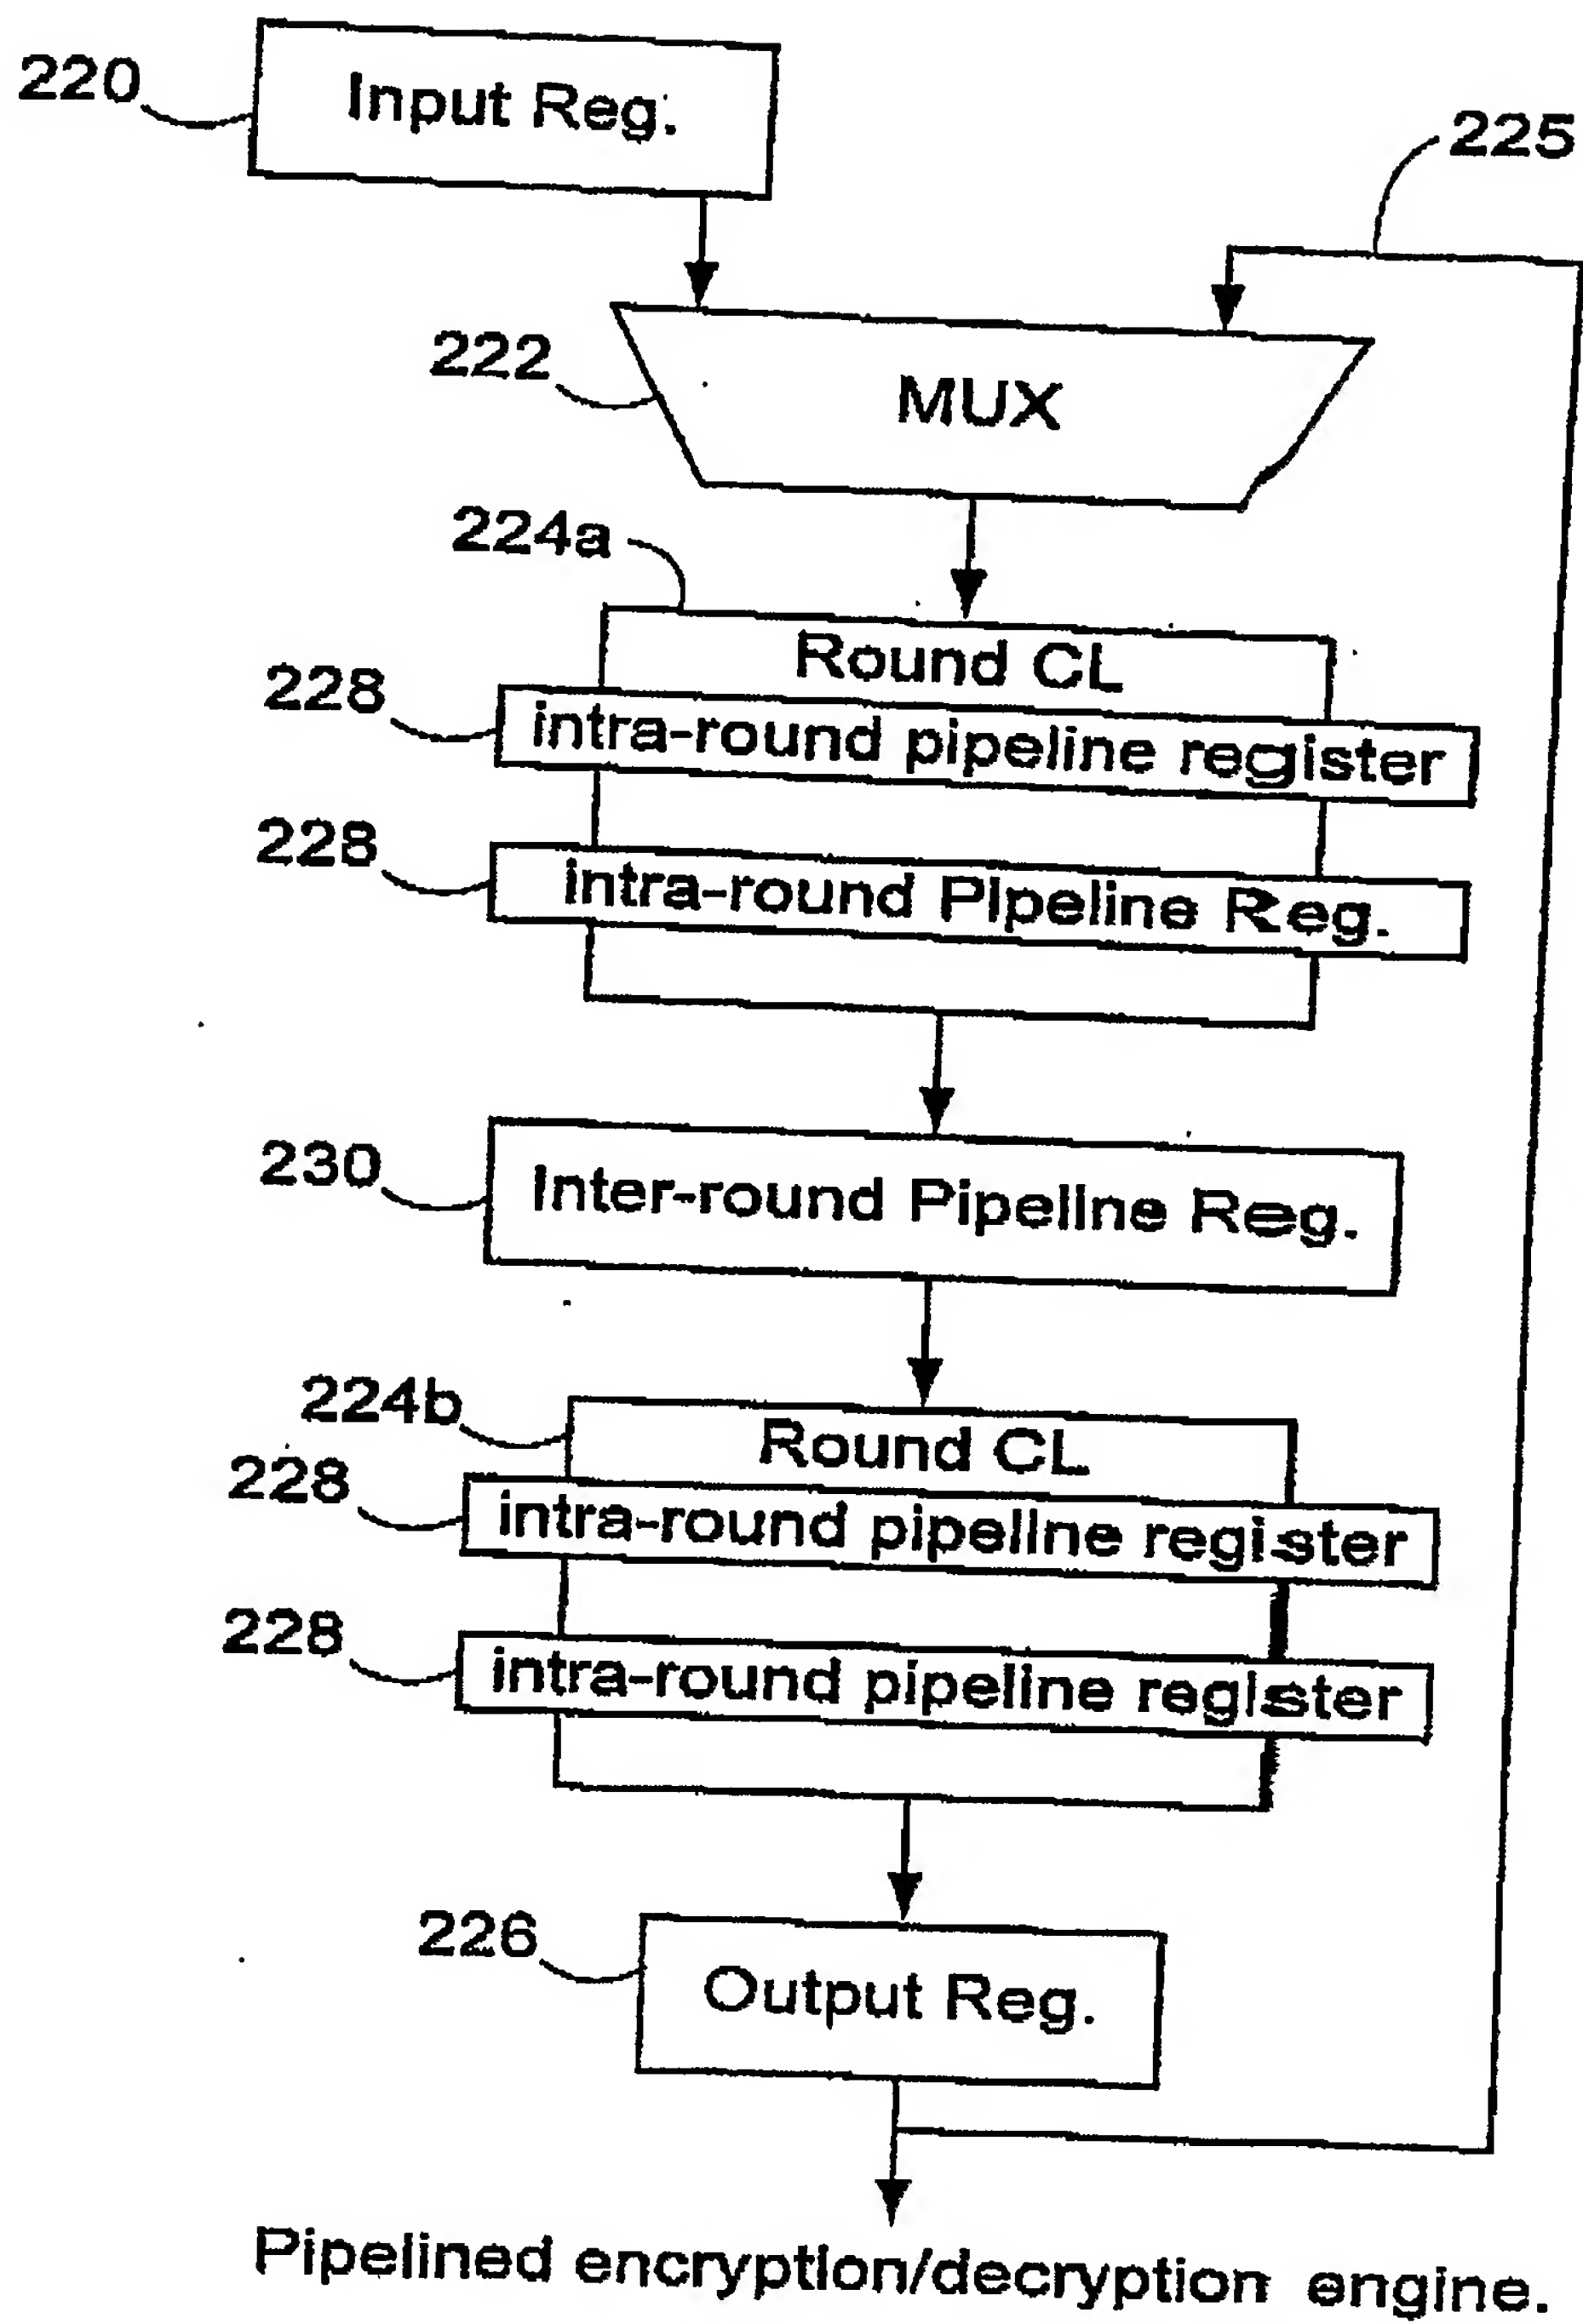 220
Input Reg.
225
222
MUX
224a
Round CL
228
intra-round pipeline register
228
intra-round Pipeline Reg.
230
Inter-round Pipeline Reg.
224b
Round CL
228
intra-round pipeline register
228
intra-round pipeline register
226
Output Reg.
Pipelined encryption/decryption engine.